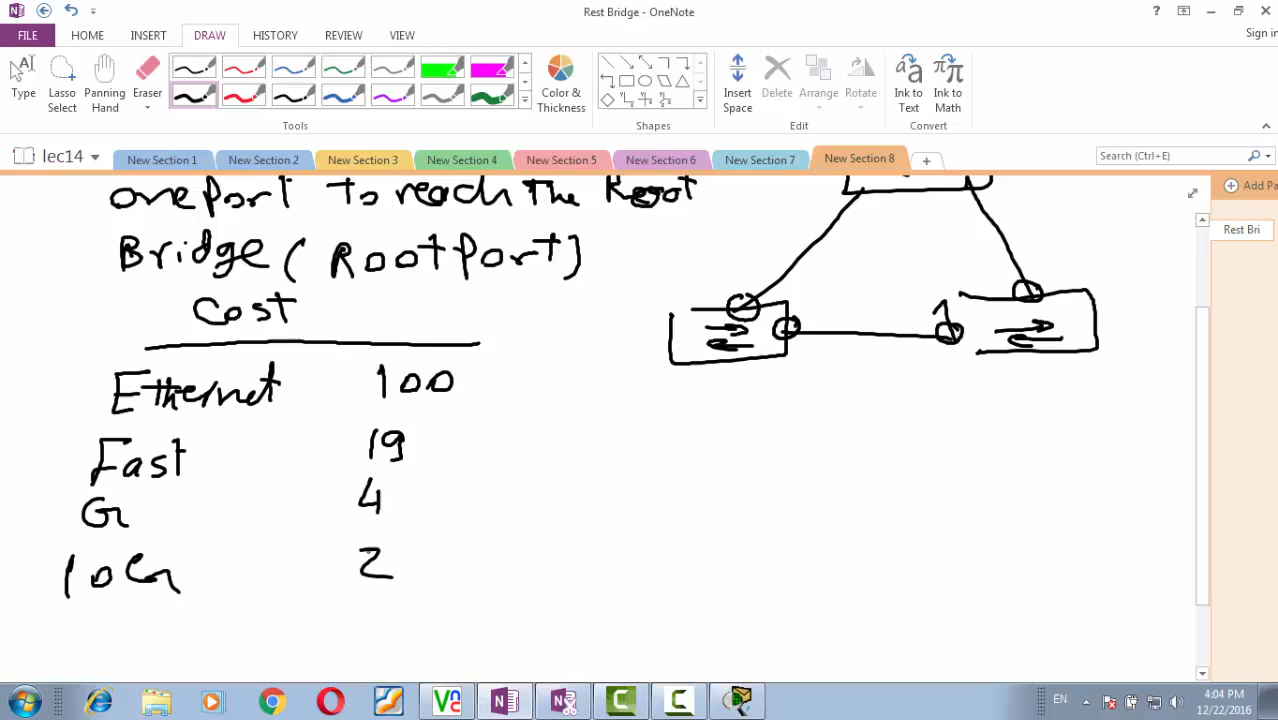 Rest Bridge - OneNote
Sign in
FILE HOME INSERT DRAW HISTORY REVIEW VIEW
Type
Lasso Select
Panning Hand
Eraser
Color & Thickness
Insert Space
Delete
Arrange
Rotate
Ink to Text
Ink to Math
Tools
Shapes
Edit
Convert
lec14
New Section 1
New Section 2
New Section 3
New Section 4
New Section 5
New Section 6
New Section 7
New Section 8
Search (Ctrl+E)
Add Pa
Rest Bri
one port to reach the Root
Bridge ( Root Port )
Cost
Ethernet 100
Fast 19
G 4
10G 2
EN
4:04 PM
12/22/2016